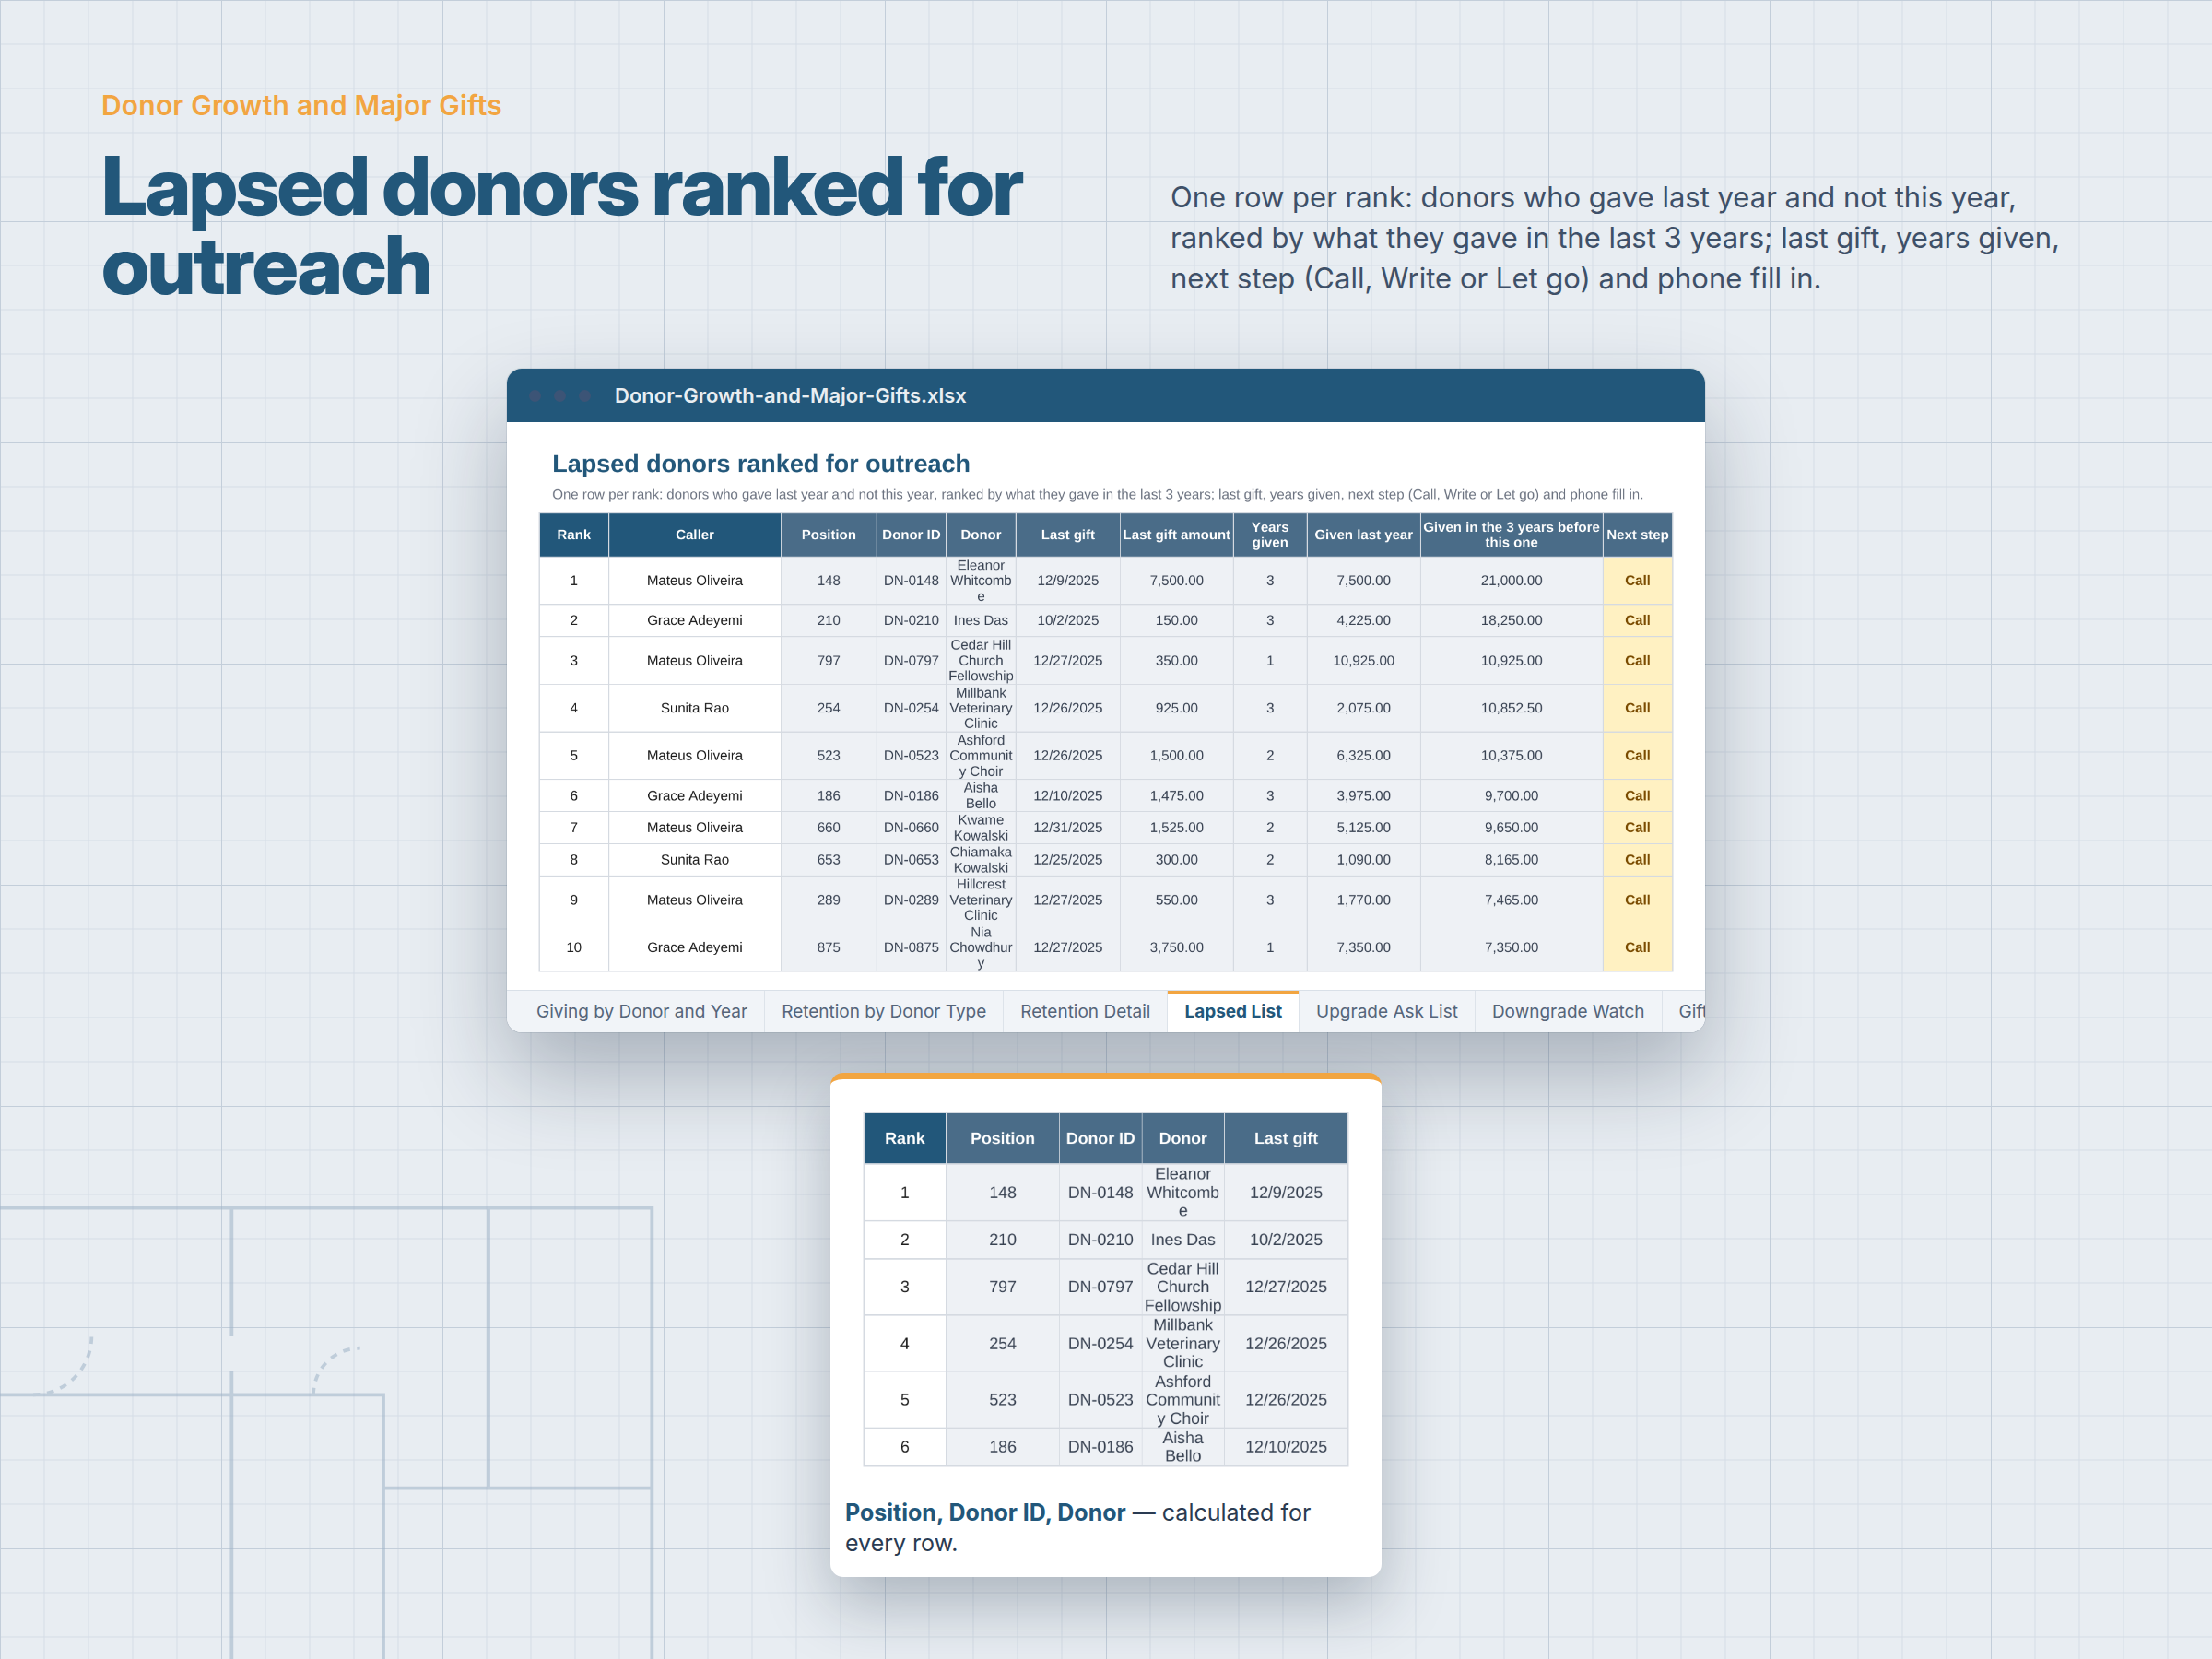 Donor Growth and Major Gifts
Lapsed donors ranked for
outreach
One row per rank: donors who gave last year and not this year,
ranked by what they gave in the last 3 years; last gift, years given,
next step (Call, Write or Let go) and phone fill in.
Donor-Growth-and-Major-Gifts.xlsx
Lapsed donors ranked for outreach
One row per rank: donors who gave last year and not this year, ranked by what they gave in the last 3 years; last gift, years given, next step (Call, Write or Let go) and phone fill in.
Rank Caller Position Donor ID Donor Last gift Last gift amount Years given Given last year Given in the 3 years before this one Next step
1 Mateus Oliveira 148 DN-0148 Eleanor Whitcombe 12/9/2025 7,500.00 3 7,500.00 21,000.00 Call
2 Grace Adeyemi 210 DN-0210 Ines Das 10/2/2025 150.00 3 4,225.00 18,250.00 Call
3 Mateus Oliveira 797 DN-0797 Cedar Hill Church Fellowship 12/27/2025 350.00 1 10,925.00 10,925.00 Call
4 Sunita Rao 254 DN-0254 Millbank Veterinary Clinic 12/26/2025 925.00 3 2,075.00 10,852.50 Call
5 Mateus Oliveira 523 DN-0523 Ashford Community Choir 12/26/2025 1,500.00 2 6,325.00 10,375.00 Call
6 Grace Adeyemi 186 DN-0186 Aisha Bello 12/10/2025 1,475.00 3 3,975.00 9,700.00 Call
7 Mateus Oliveira 660 DN-0660 Kwame Kowalski 12/31/2025 1,525.00 2 5,125.00 9,650.00 Call
8 Sunita Rao 653 DN-0653 Chiamaka Kowalski 12/25/2025 300.00 2 1,090.00 8,165.00 Call
9 Mateus Oliveira 289 DN-0289 Hillcrest Veterinary Clinic 12/27/2025 550.00 3 1,770.00 7,465.00 Call
10 Grace Adeyemi 875 DN-0875 Nia Chowdhury 12/27/2025 3,750.00 1 7,350.00 7,350.00 Call
Giving by Donor and Year Retention by Donor Type Retention Detail Lapsed List Upgrade Ask List Downgrade Watch
Rank Position Donor ID Donor Last gift
1 148 DN-0148 Eleanor Whitcombe 12/9/2025
2 210 DN-0210 Ines Das 10/2/2025
3 797 DN-0797 Cedar Hill Church Fellowship 12/27/2025
4 254 DN-0254 Millbank Veterinary Clinic 12/26/2025
5 523 DN-0523 Ashford Community Choir 12/26/2025
6 186 DN-0186 Aisha Bello 12/10/2025
Position, Donor ID, Donor — calculated for
every row.